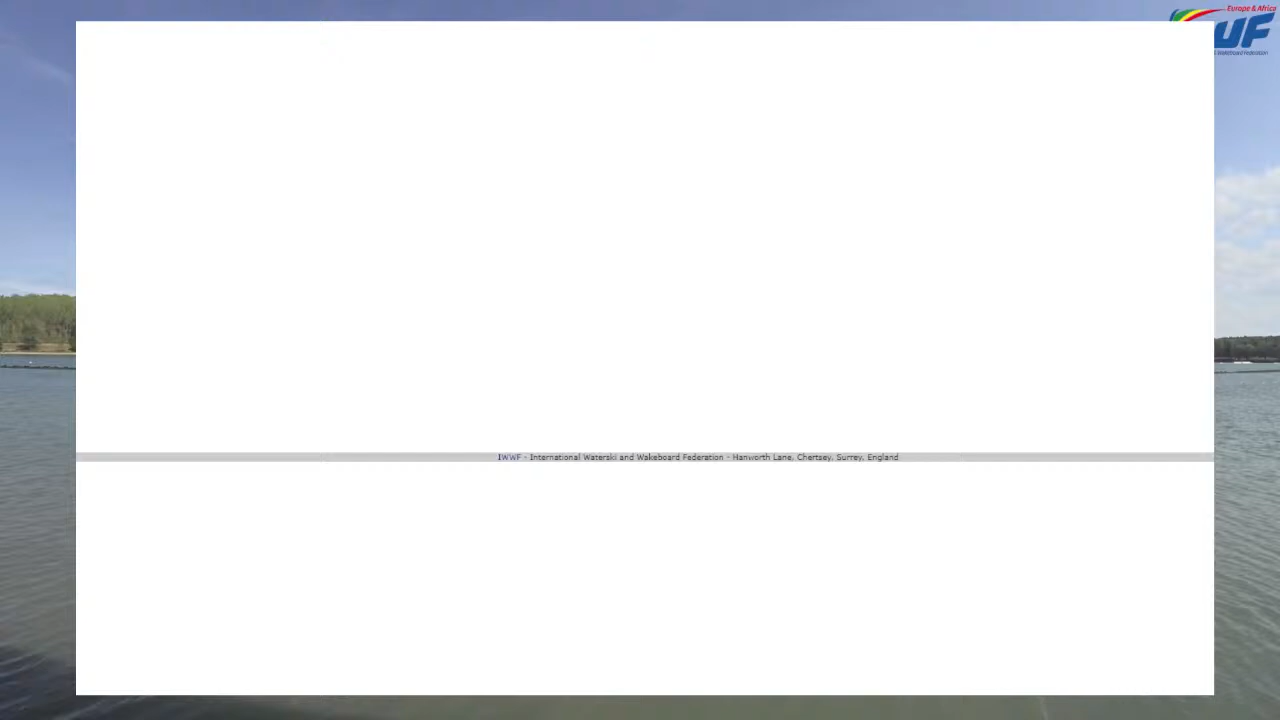 Europe & Africa
UF
IWWF - International Waterski and Wakeboard Federation - Hanworth Lane, Chertsey, Surrey, England